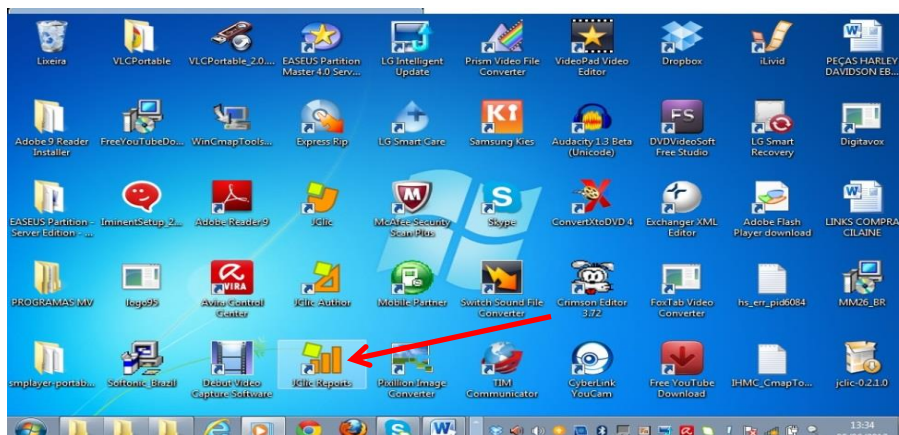 Lixeira
VLCPortable
VLCPortable_2.0....
EASEUS Partition
Master 4.0 Serv...
LG Intelligent
Update
Prism Video File
Converter
VideoPad Video
Editor
Dropbox
iLivid
PEÇAS HARLEY
DAVIDSON EB...
Adobe 9 Reader
Installer
FreeYouTubeDo...
WinCmapTools...
Express Rip
LG Smart Care
Ki
Samsung Kies
Audacity 1.3 Beta
(Unicode)
FS
DVDVideoSoft
Free Studio
LG Smart
Recovery
Digitavox
EASEUS Partition -
Server Edition - ...
IminentSetup_2...
Adobe Reader 9
JClic
McAfee Security
Scan Plus
Skype
ConvertXtoDVD 4
Exchanger XML
Editor
Adobe Flash
Player download
LINKS COMPRA
CILAINE
PROGRAMAS MV
logo95
AVIRA
Avira Control
Center
JClic Author
Mobile Partner
Switch Sound File
Converter
Crimson Editor
3.72
FoxTab Video
Converter
hs_err_pid6084
MM26_BR
smplayer-portab...
Softonic_Brazil
Debut Video
Capture Software
JClic Reports
Pixillion Image
Converter
TIM
Communicator
CyberLink
YouCam
Free YouTube
Download
IHMC_CmapTo...
jclic-0.2.1.0
13:34